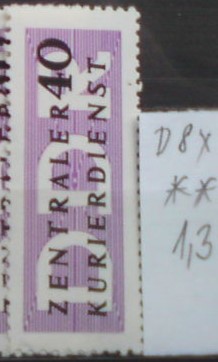 40
DDR
ZENTRALER
KURIERDIENST
D8X
**
1,3